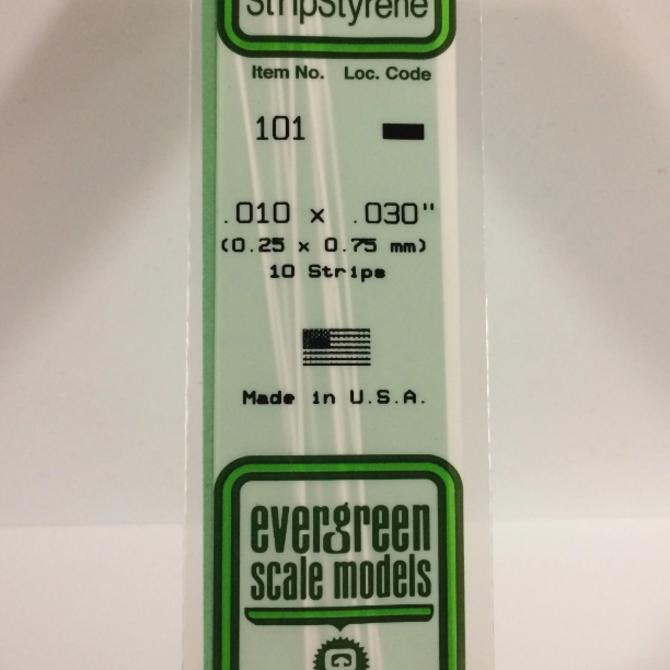 StripStyrene
Item No. Loc. Code
101
.010 x .030"
(0.25 x 0.75 mm)
10 Strips
Made in U.S.A.
evergreen
scale models